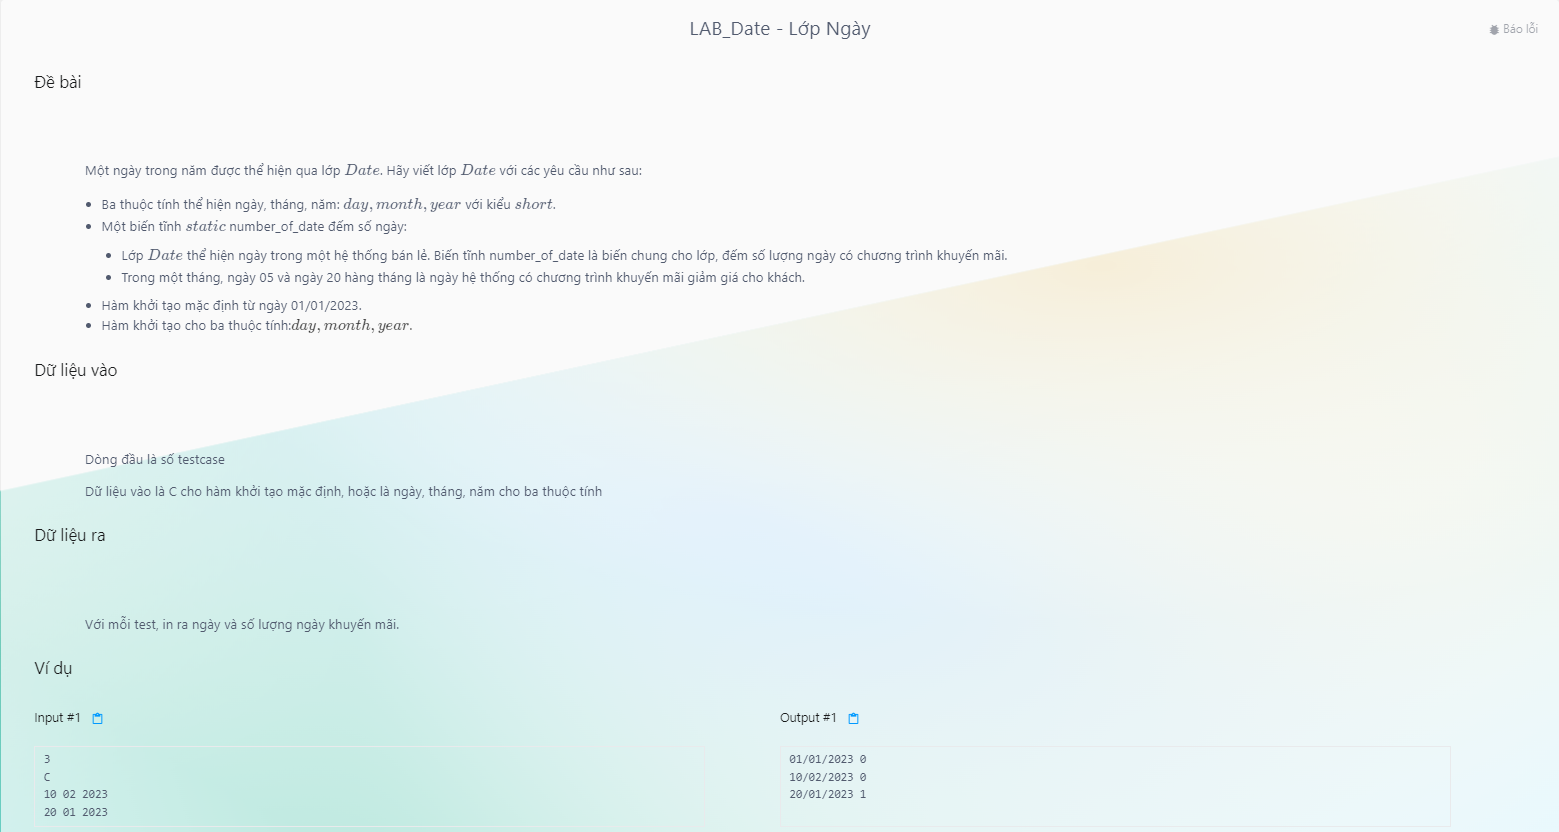 LAB_Date - Lớp Ngày
Báo lỗi
Đề bài
Một ngày trong năm được thể hiện qua lớp Date. Hãy viết lớp Date với các yêu cầu như sau:
Ba thuộc tính thể hiện ngày, tháng, năm: day, month, year với kiểu short.
Một biến tĩnh static number_of_date đếm số ngày:
Lớp Date thể hiện ngày trong một hệ thống bán lẻ. Biến tĩnh number_of_date là biến chung cho lớp, đếm số lượng ngày có chương trình khuyến mãi.
Trong một tháng, ngày 05 và ngày 20 hàng tháng là ngày hệ thống có chương trình khuyến mãi giảm giá cho khách.
Hàm khởi tạo mặc định từ ngày 01/01/2023.
Hàm khởi tạo cho ba thuộc tính:day, month, year.
Dữ liệu vào
Dòng đầu là số testcase
Dữ liệu vào là C cho hàm khởi tạo mặc định, hoặc là ngày, tháng, năm cho ba thuộc tính
Dữ liệu ra
Với mỗi test, in ra ngày và số lượng ngày khuyến mãi.
Ví dụ
Input #1
3
C
10 02 2023
20 01 2023
Output #1
01/01/2023 0
10/02/2023 0
20/01/2023 1